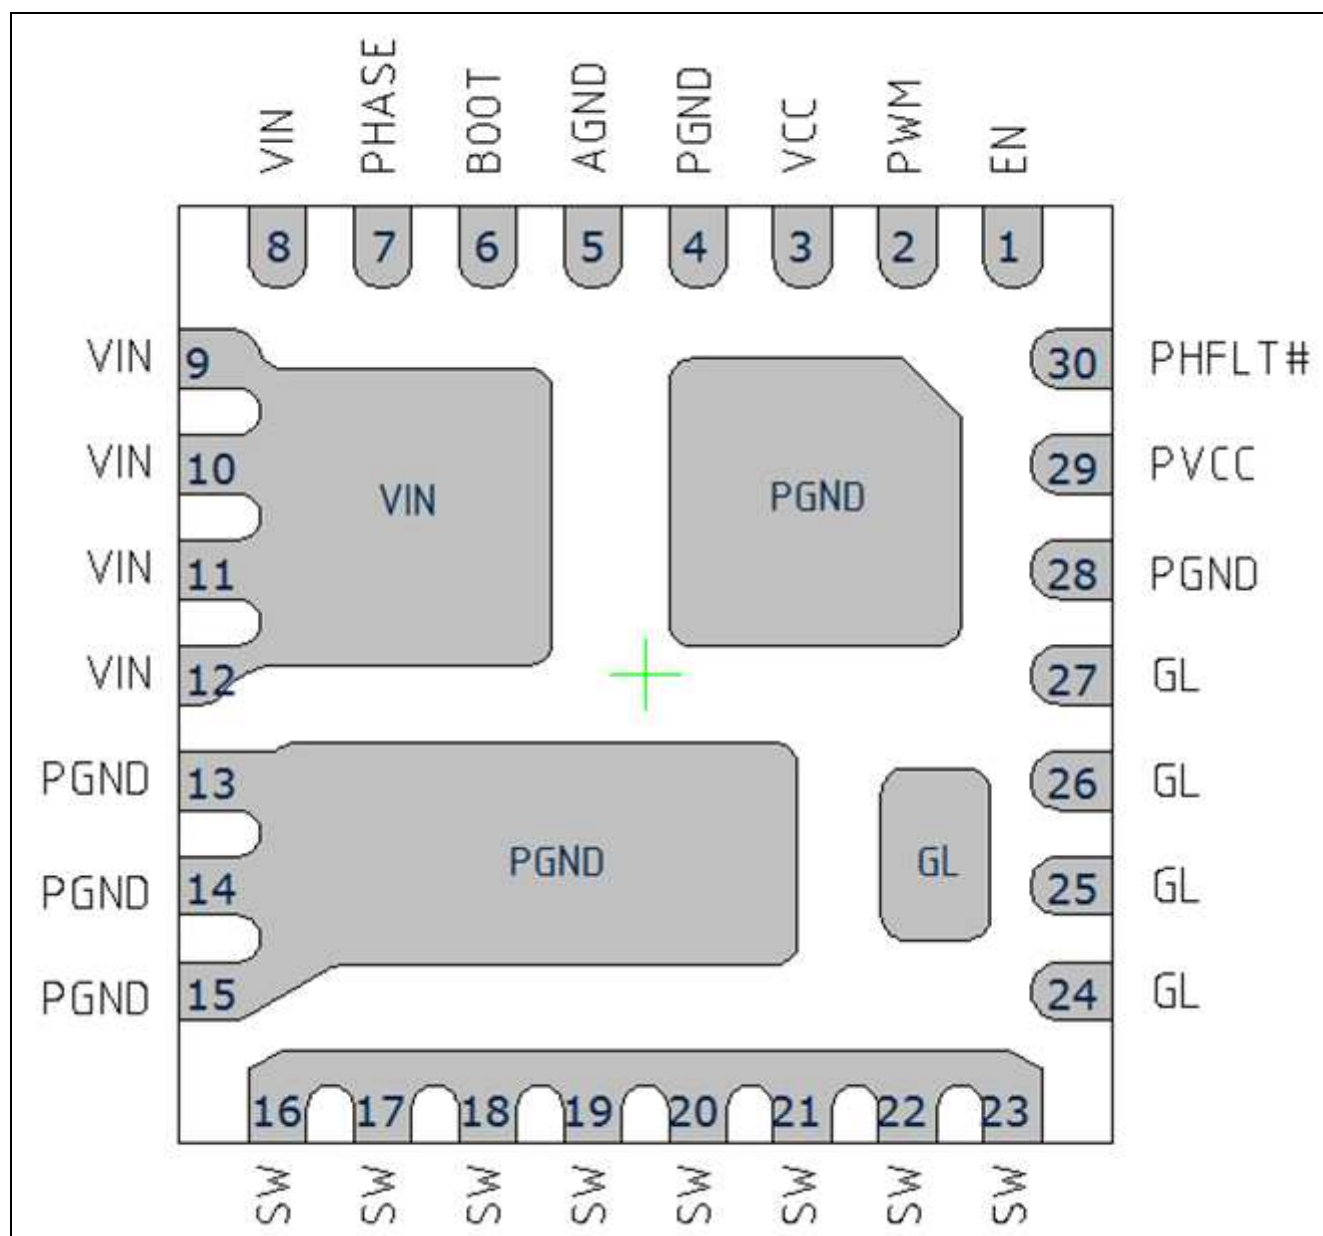 VIN
PHASE
BOOT
AGND
PGND
VCC
PWM
EN
8
7
6
5
4
3
2
1
VIN 9
30 PHFLT#
VIN 10
29 PVCC
VIN
PGND
VIN 11
28 PGND
VIN 12
27 GL
PGND 13
26 GL
PGND
GL
PGND 14
25 GL
PGND 15
24 GL
16
17
18
19
20
21
22
23
SW
SW
SW
SW
SW
SW
SW
SW